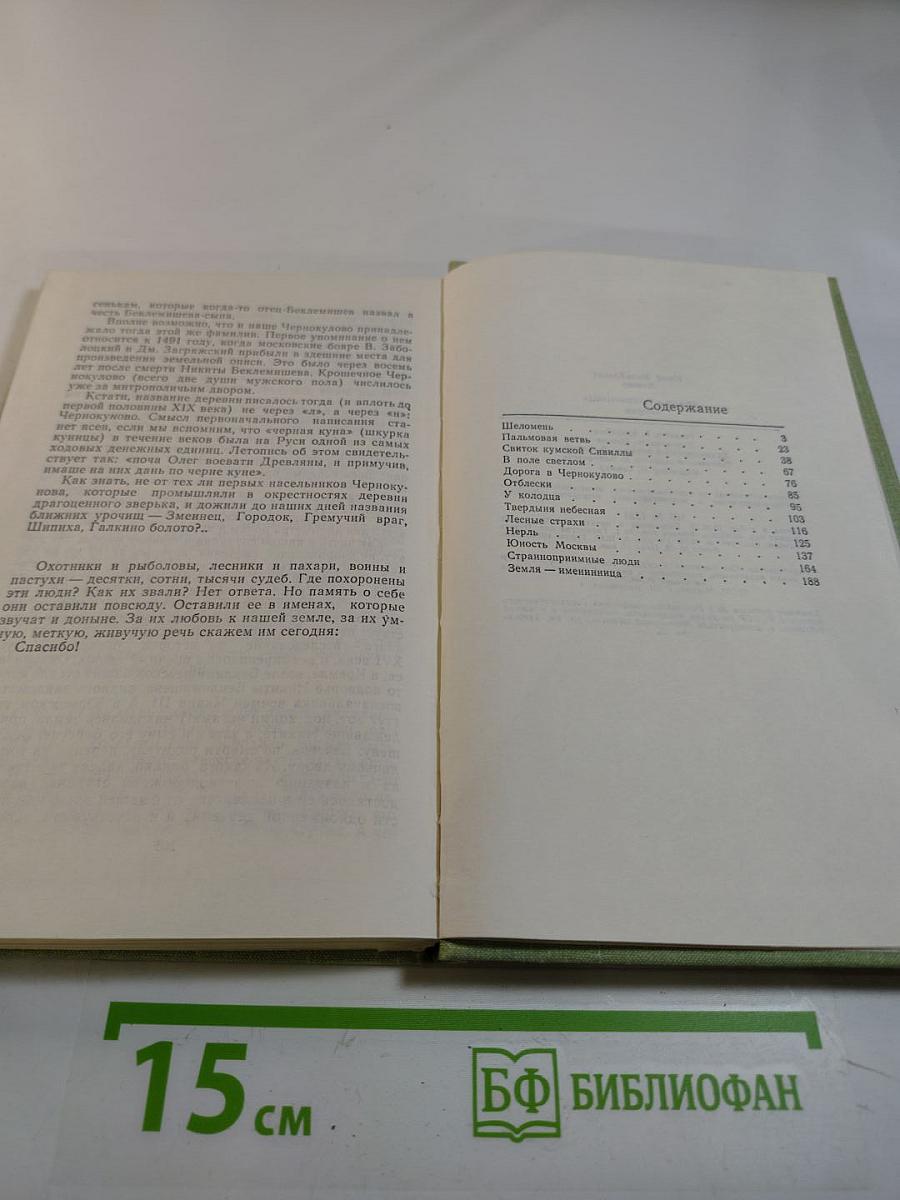 сеньким, которые когда-то отец-Беклемишев назвал в
честь Беклемишева-сына.
Вполне возможно, что и наше Чернокулово принадле-
жало тогда этой же фамилии. Первое упоминание о нем
относится к 1491 году, когда московские бояре В. Забо-
лоцкий и Дм. Загряжский прибыли в здешние места для
произведения земельной описи. Это было через восемь
лет после смерти Никиты Беклемишева. Крошечное Чер-
нокулово (всего две души мужского пола) числилось
уже за митрополичьим двором.
Кстати, название деревни писалось тогда (и вплоть до
первой половины XIX века) не через «л», а через «н»:
Чернокуново. Смысл первоначального написания ста-
нет ясен, если мы вспомним, что «черная куна» (шкурка
куницы) в течение веков была на Руси одной из самых
ходовых денежных единиц. Летопись об этом свидетель-
ствует так: «поча Олег воевати Древляны, и примучив,
имаше на них дань по черне куне».
Как знать, не от тех ли первых насельников Черноку-
нова, которые промышляли в окрестностях деревни
драгоценного зверька, и дожили до наших дней названия
ближних урочищ — Зменнец, Городок, Гремучий враг,
Шипиха, Галкино болото?..
Охотники и рыболовы, лесники и пахари, воины и
пастухи — десятки, сотни, тысячи судеб. Где похоронены
эти люди? Как их звали? Нет ответа. Но память о себе
они оставили повсюду. Оставили ее в именах, которые
звучат и доныне. За их любовь к нашей земле, за их ум-
ную, меткую, живучую речь скажем им сегодня:
Спасибо!
Содержание
Шеломень . . . . . . . . 3
Пальмовая ветвь . . . . . . . . 23
Свиток кумской Сивиллы . . . . . . 38
В поле светлом . . . . . . . . 67
Дорога в Чернокулово . . . . . . . 76
Отблески . . . . . . . . 85
У колодца . . . . . . . . 95
Твердыня небесная . . . . . . . 103
Лесные страхи . . . . . . . . 116
Нерль . . . . . . . . 125
Юность Москвы . . . . . . . . 137
Странноприимные люди . . . . . . 164
Земля — именинница . . . . . . . 188
15 см
БФ БИБЛИОФАН